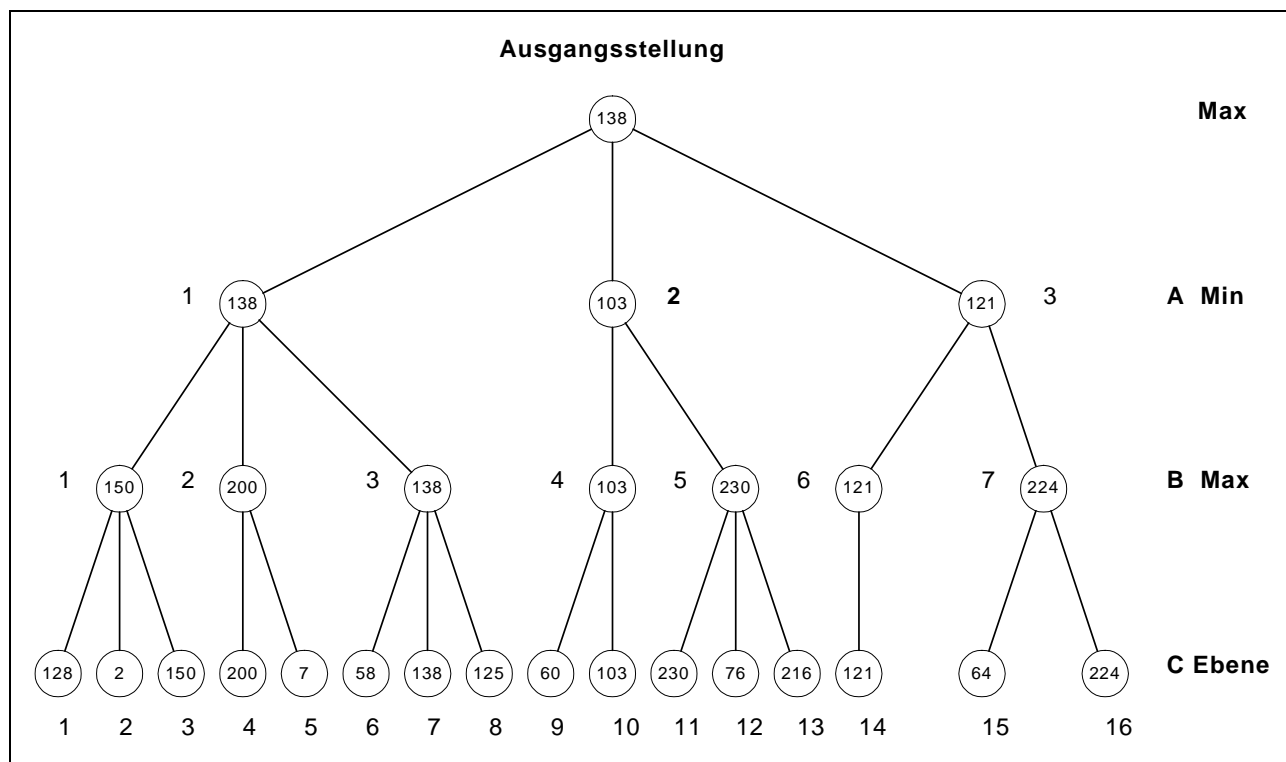 Ausgangsstellung
138 Max
1 138 103 2 121 3 A Min
1 150 2 200 3 138 4 103 5 230 6 121 7 224 B Max
128 2 150 200 7 58 138 125 60 103 230 76 216 121 64 224 C Ebene
1 2 3 4 5 6 7 8 9 10 11 12 13 14 15 16